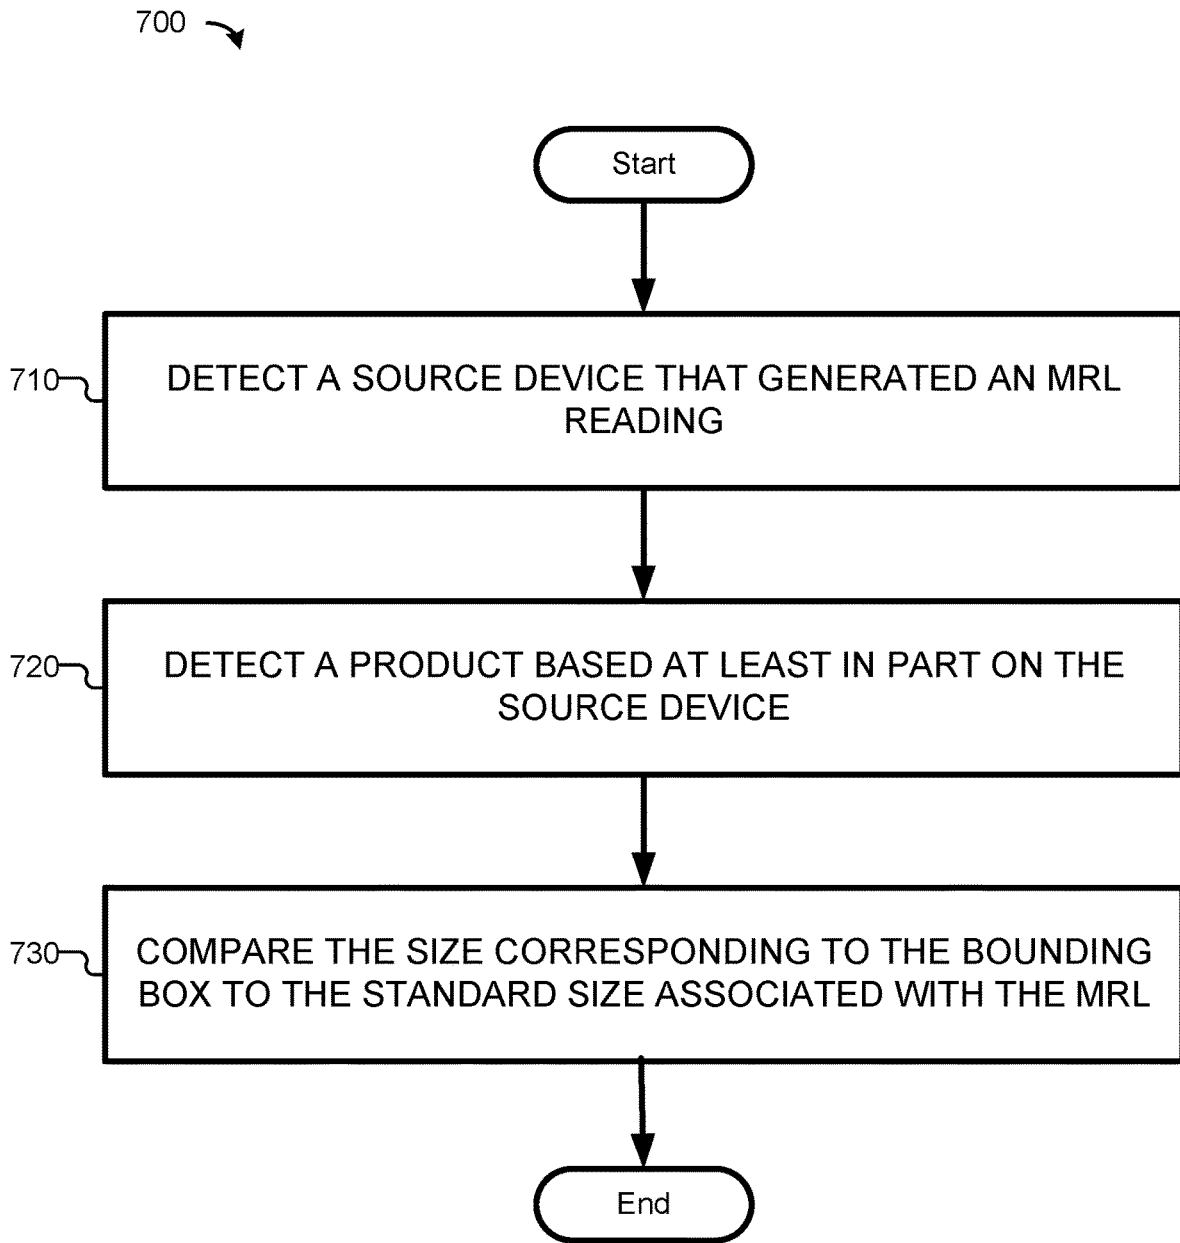 700
Start
710
DETECT A SOURCE DEVICE THAT GENERATED AN MRL
READING
720
DETECT A PRODUCT BASED AT LEAST IN PART ON THE
SOURCE DEVICE
730
COMPARE THE SIZE CORRESPONDING TO THE BOUNDING
BOX TO THE STANDARD SIZE ASSOCIATED WITH THE MRL
End